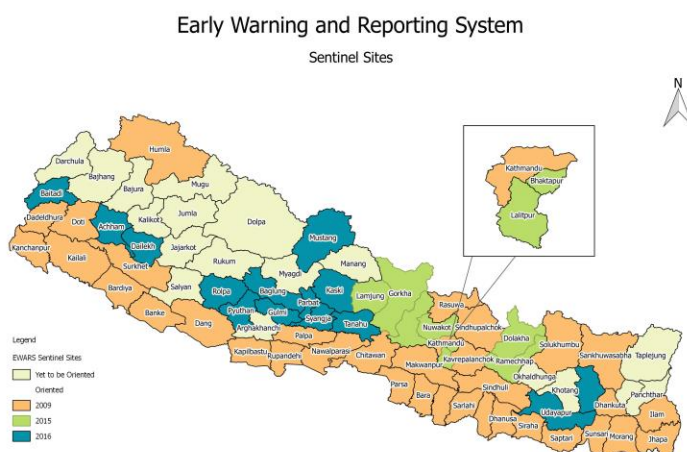 Early Warning and Reporting System
Sentinel Sites
N
Humla
Darchula
Bajhang
Mugu
Bajura
Baitadi
Dadeldhura
Doti
Achham
Kalikot
Jumla
Dolpa
Mustang
Kanchanpur
Kailali
Dailekh
Jajarkot
Surkhet
Rukum
Myagdi
Manang
Bardiya
Salyan
Rolpa
Baglung
Parbat
Kaski
Lamjung
Gorkha
Rasuwa
Banke
Dang
Pyuthan
Gulmi
Syangja
Tanahu
Arghakhanchi
Palpa
Nuwakot
Sindhupalchok
Dolakha
Kapilbastu
Rupandehi
Nawalparasi
Chitawan
Kathmandu
Kavrepalanchok
Ramechhap
Solukhumbu
Sankhuwasabha
Taplejung
Makwanpur
Okhaldhunga
Khotang
Panchthar
Parsa
Bara
Sarlahi
Sindhuli
Udayapur
Dhankuta
Ilam
Dhanusa
Siraha
Saptari
Sunsari
Morang
Jhapa
Kathmandu
Bhaktapur
Lalitpur
Legend
EWARS Sentinel Sites
Yet to be Oriented
Oriented
2009
2015
2016